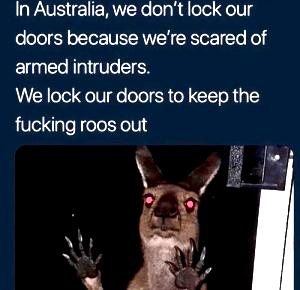 In Australia, we don't lock our
doors because we're scared of
armed intruders.
We lock our doors to keep the
fucking roos out